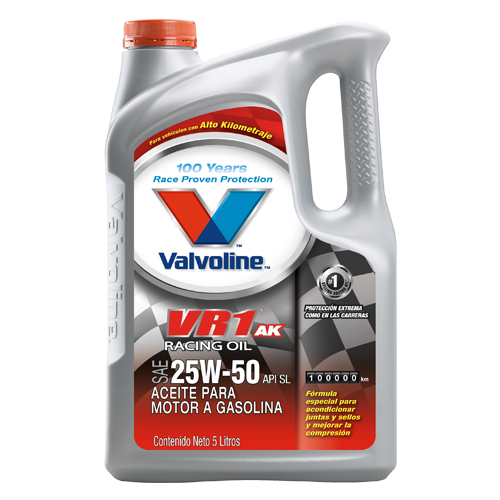 Para vehículos con Alto Kilometraje
100 Years
Race Proven Protection
Valvoline
Valvoline™
#1
VR1 AK
RACING OIL
PROTECCIÓN EXTREMA
COMO EN LAS CARRERAS
SAE 25W-50 API SL
100000 km
ACEITE PARA
MOTOR A GASOLINA
Fórmula
especial para
acondicionar
juntas y sellos
y mejorar la
compresión
Contenido Neto 5 Litros